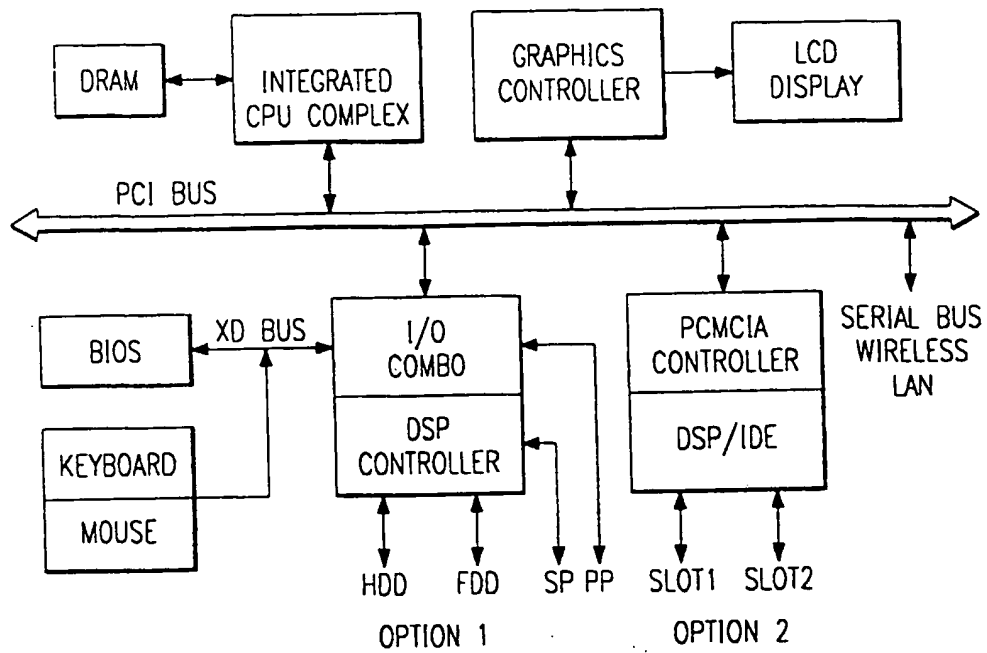 DRAM
INTEGRATED
CPU COMPLEX
GRAPHICS
CONTROLLER
LCD
DISPLAY
PCI BUS
BIOS
XD BUS
I/O
COMBO
DSP
CONTROLLER
PCMCIA
CONTROLLER
DSP/IDE
SERIAL BUS
WIRELESS
LAN
KEYBOARD
MOUSE
HDD
FDD
SP PP
SLOT1
SLOT2
OPTION 1
OPTION 2